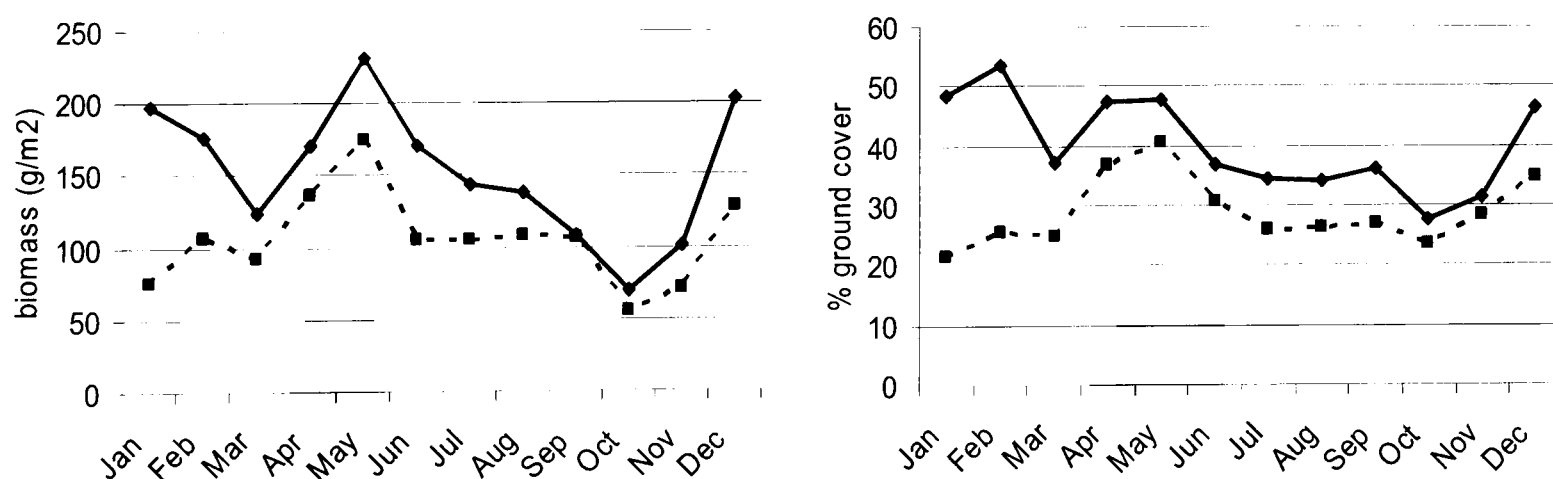 biomass (g/m2)
250
200
150
100
50
0
Jan
Feb
Mar
Apr
May
Jun
Jul
Aug
Sep
Oct
Nov
Dec
% ground cover
60
50
40
30
20
10
0
Jan
Feb
Mar
Apr
May
Jun
Jul
Aug
Sep
Oct
Nov
Dec